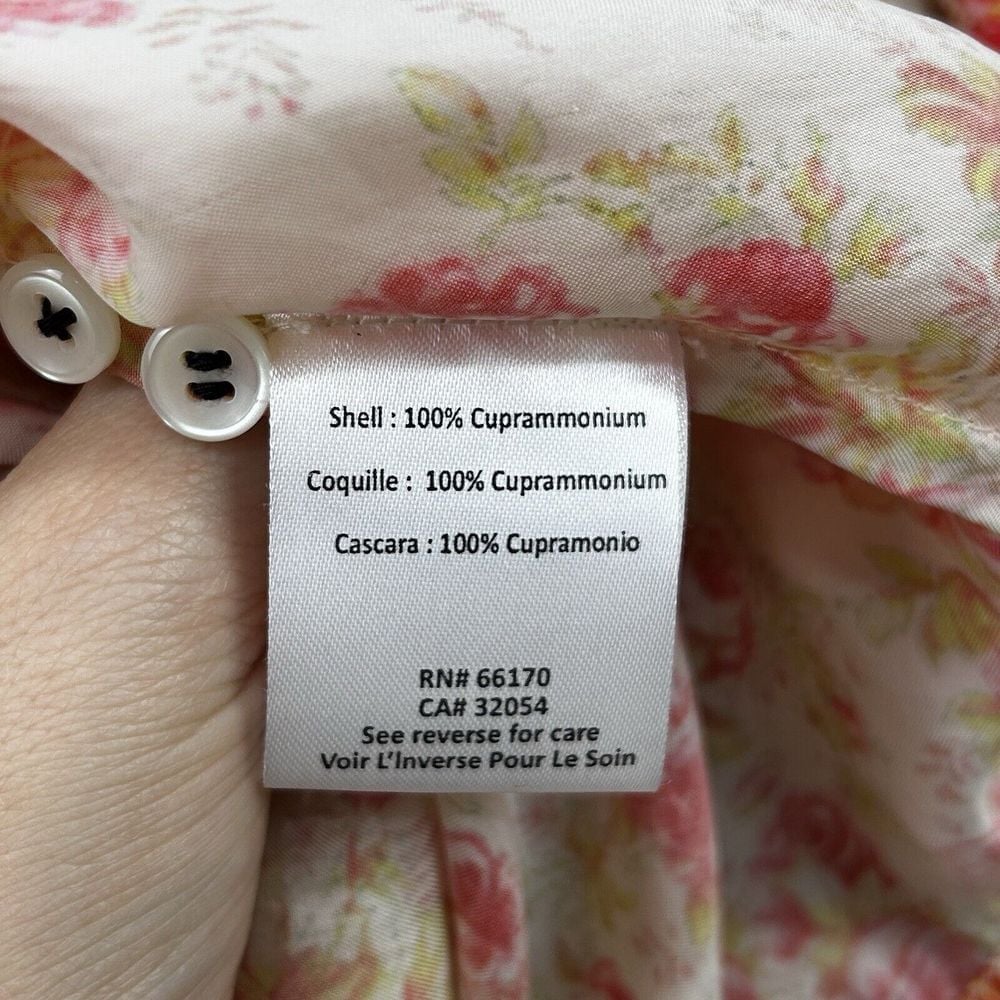 Shell : 100% Cuprammonium
Coquille : 100% Cuprammonium
Cascara : 100% Cupramonio
RN# 66170
CA# 32054
See reverse for care
Voir L'Inverse Pour Le Soin